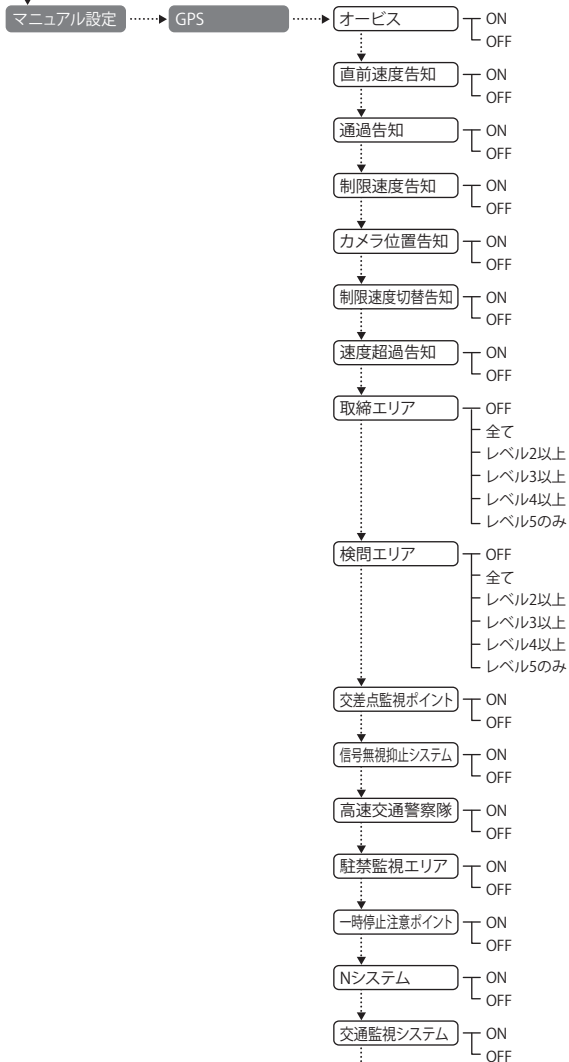 マニュアル設定 GPS オービス ON
OFF
直前速度告知 ON
OFF
通過告知 ON
OFF
制限速度告知 ON
OFF
カメラ位置告知 ON
OFF
制限速度切替告知 ON
OFF
速度超過告知 ON
OFF
取締エリア OFF
全て
レベル2以上
レベル3以上
レベル4以上
レベル5のみ
検問エリア OFF
全て
レベル2以上
レベル3以上
レベル4以上
レベル5のみ
交差点監視ポイント ON
OFF
信号無視抑止システム ON
OFF
高速交通警察隊 ON
OFF
駐禁監視エリア ON
OFF
一時停止注意ポイント ON
OFF
Nシステム ON
OFF
交通監視システム ON
OFF